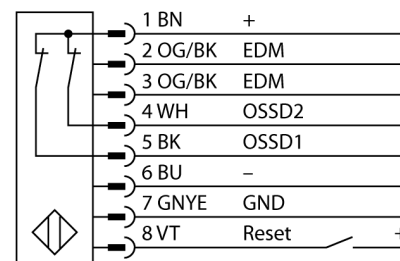 1 BN +
2 OG/BK EDM
3 OG/BK EDM
4 WH OSSD2
5 BK OSSD1
6 BU –
7 GNYE GND
8 VT Reset +